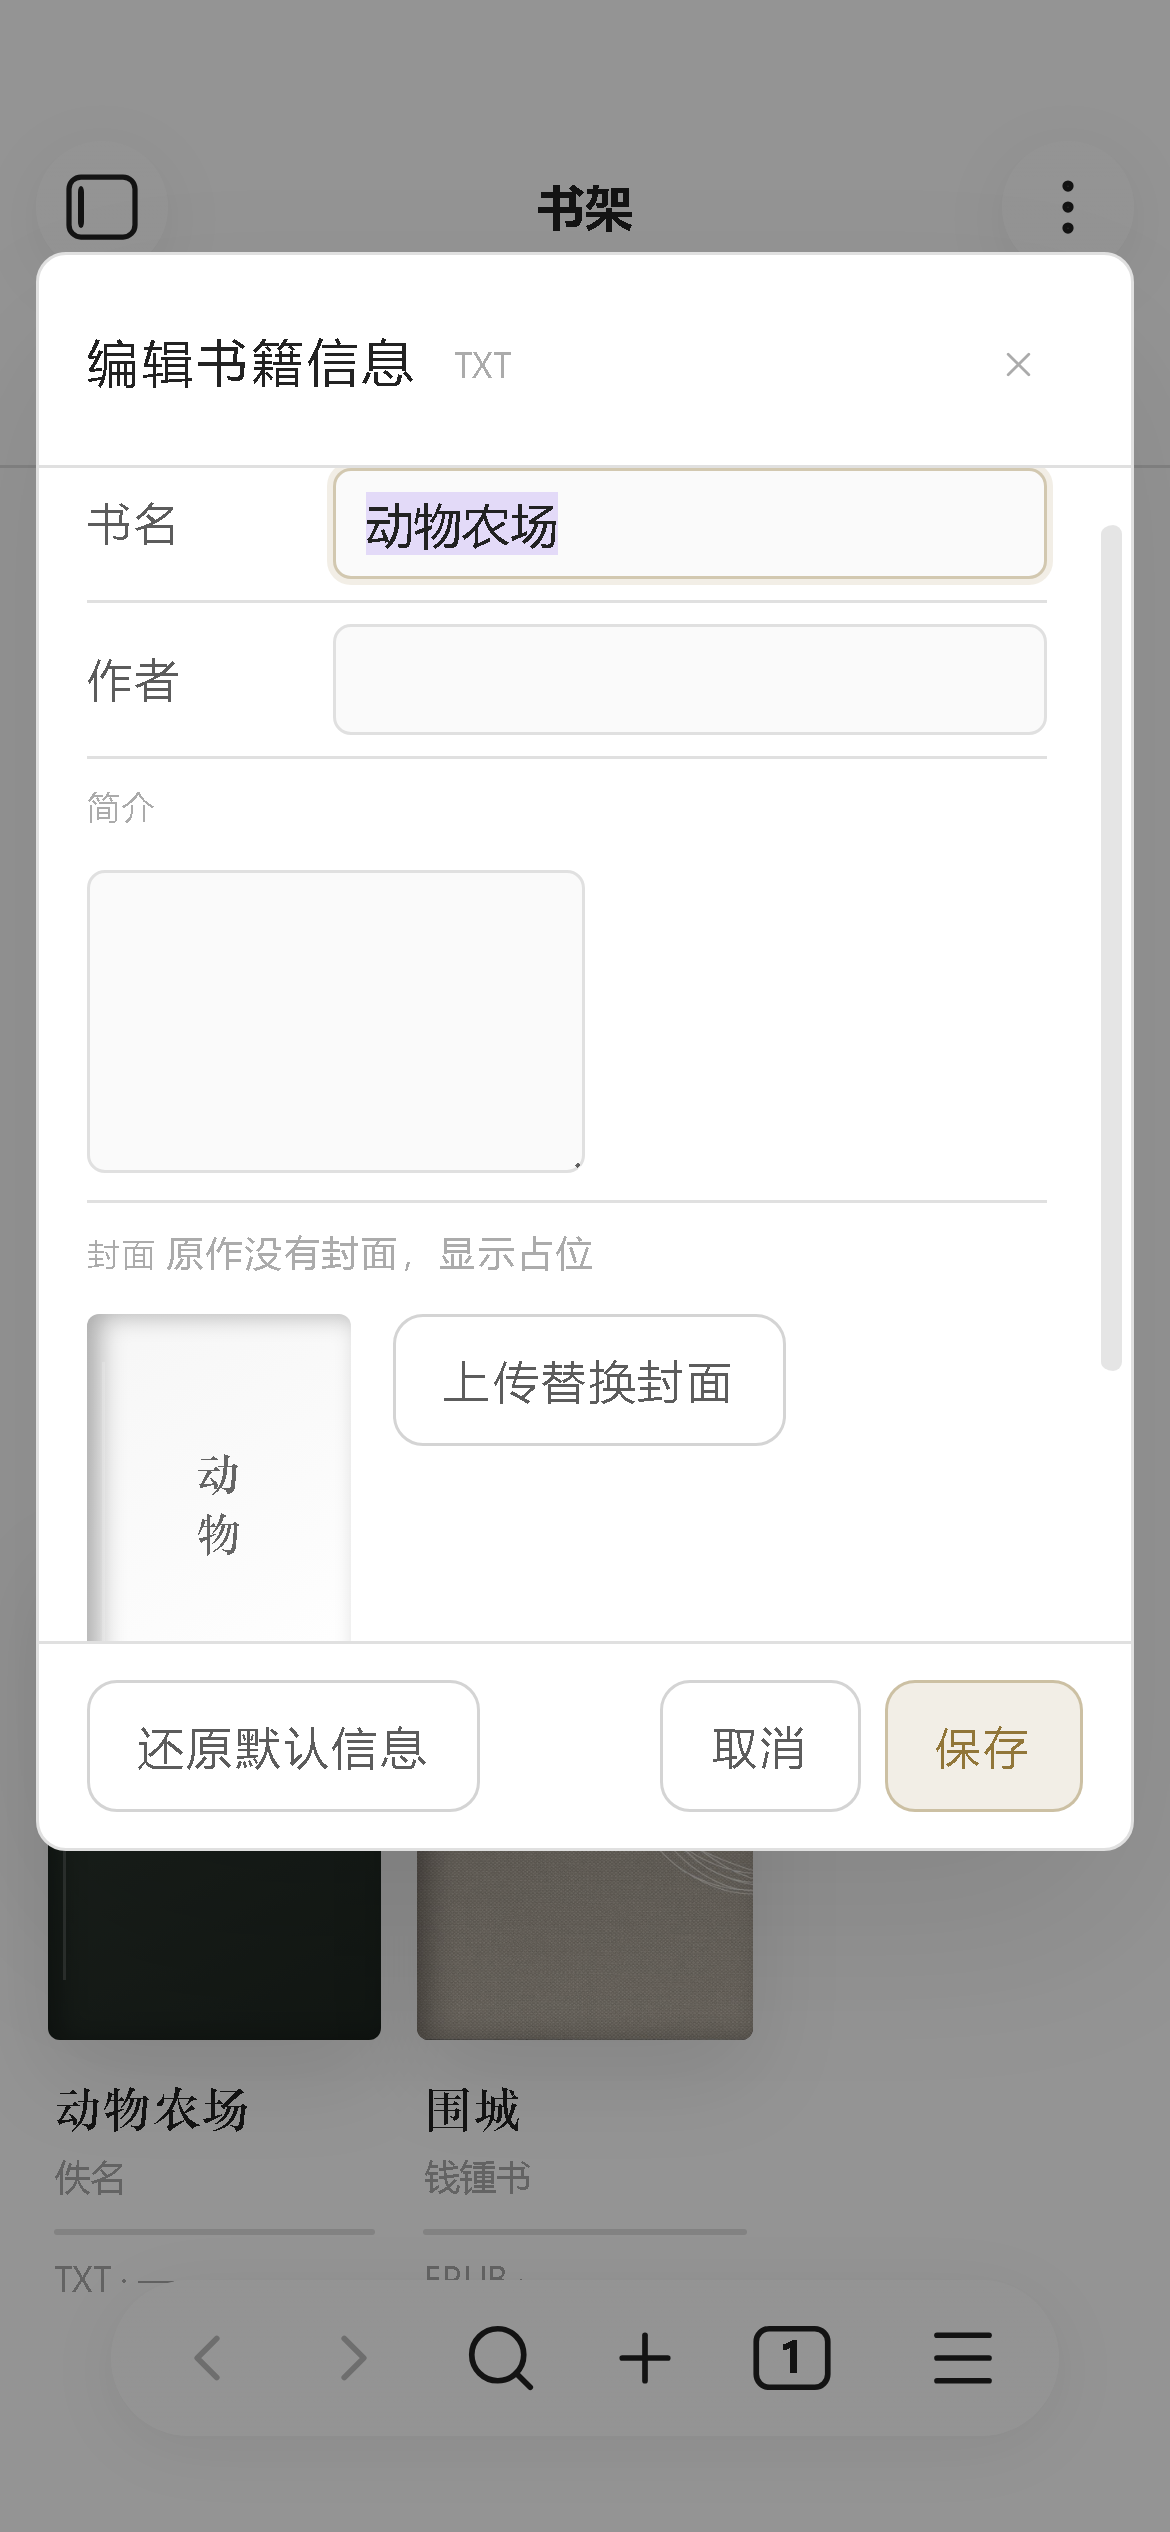 书架
编辑书籍信息 TXT
书名 动物农场
作者
简介
封面 原作没有封面，显示占位
上传替换封面
动
物
还原默认信息 取消 保存
动物农场 围城
佚名 钱锺书
TXT · — EPUB ·
1